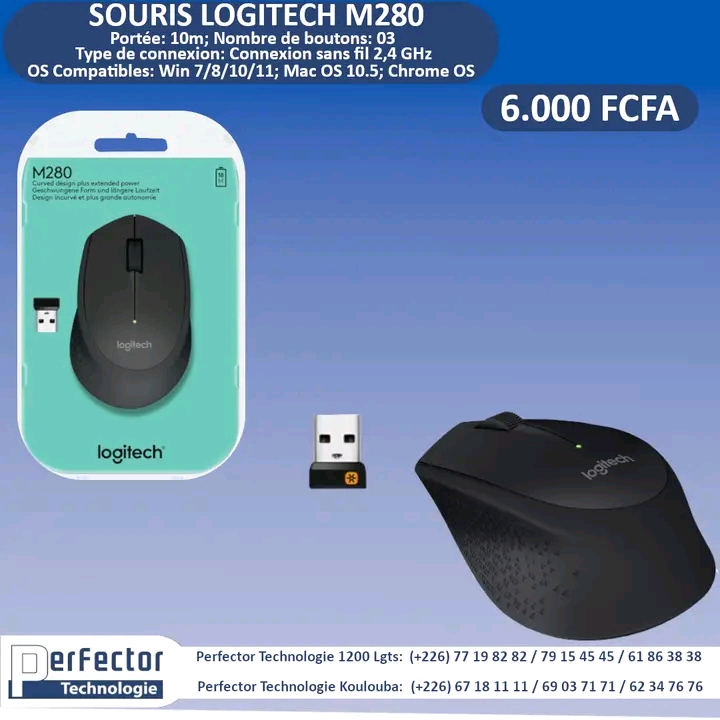 SOURIS LOGITECH M280
Portée: 10m; Nombre de boutons: 03
Type de connexion: Connexion sans fil 2,4 GHz
OS Compatibles: Win 7/8/10/11; Mac OS 10.5; Chrome OS
6.000 FCFA
M280
Curved design plus extended power
Geschwungene Form und längere Laufzeit
Design incurvé et plus grande autonomie
18
M
logitech
logitech
logitech
Perfector
Technologie
Perfector Technologie 1200 Lgts: (+226) 77 19 82 82 / 79 15 45 45 / 61 86 38 38
Perfector Technologie Koulouba: (+226) 67 18 11 11 / 69 03 71 71 / 62 34 76 76